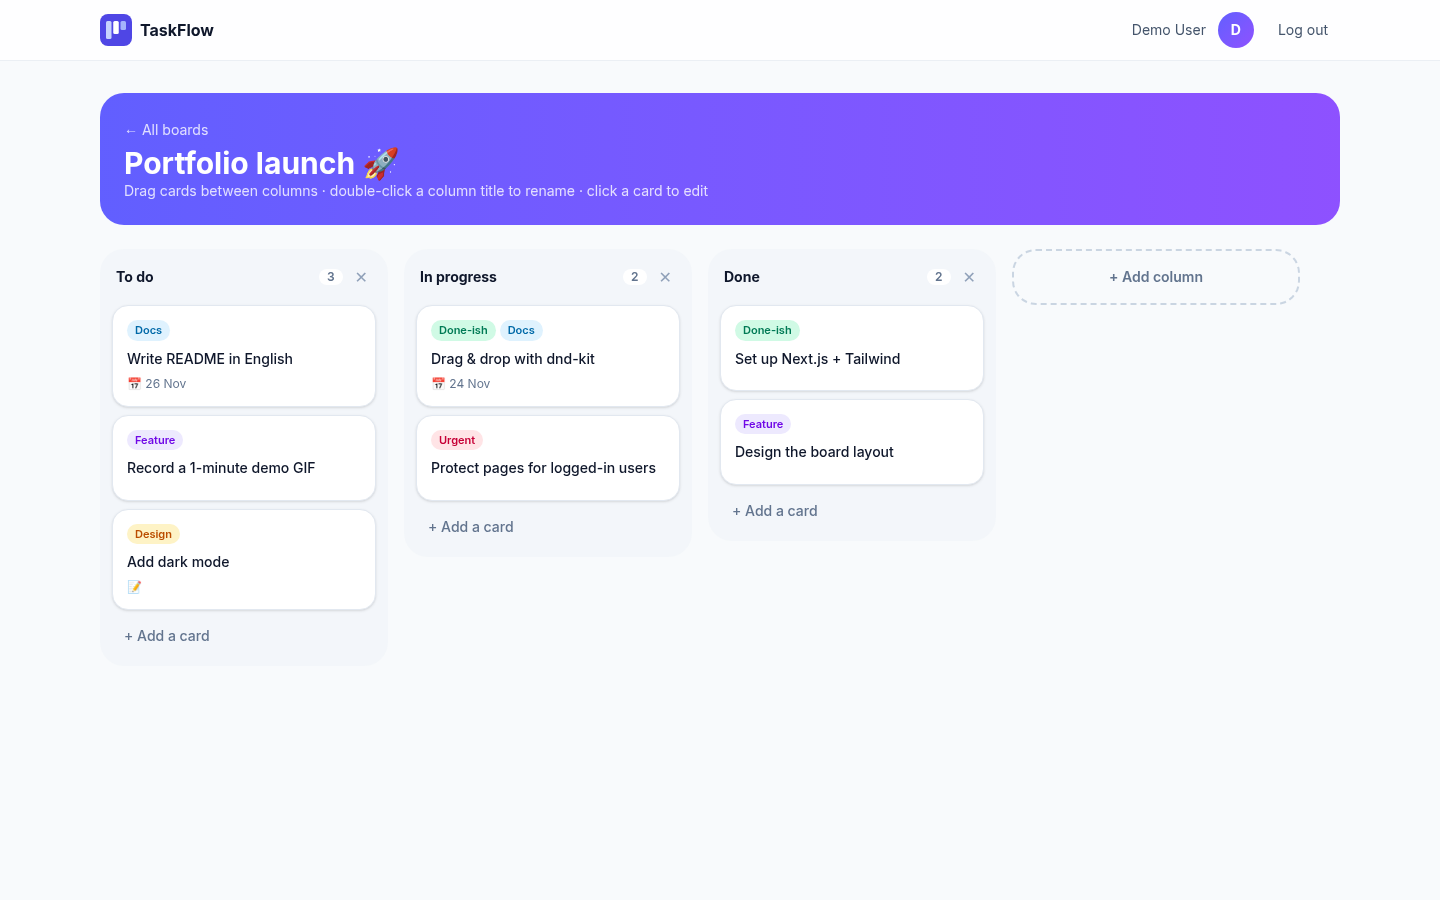 TaskFlow
Demo User
D
Log out
← All boards
Portfolio launch 🚀
Drag cards between columns · double-click a column title to rename · click a card to edit
To do
3
✕
Docs
Write README in English
📅 26 Nov
Feature
Record a 1-minute demo GIF
Design
Add dark mode
📝
+ Add a card
In progress
2
✕
Done-ish
Docs
Drag & drop with dnd-kit
📅 24 Nov
Urgent
Protect pages for logged-in users
+ Add a card
Done
2
✕
Done-ish
Set up Next.js + Tailwind
Feature
Design the board layout
+ Add a card
+ Add column